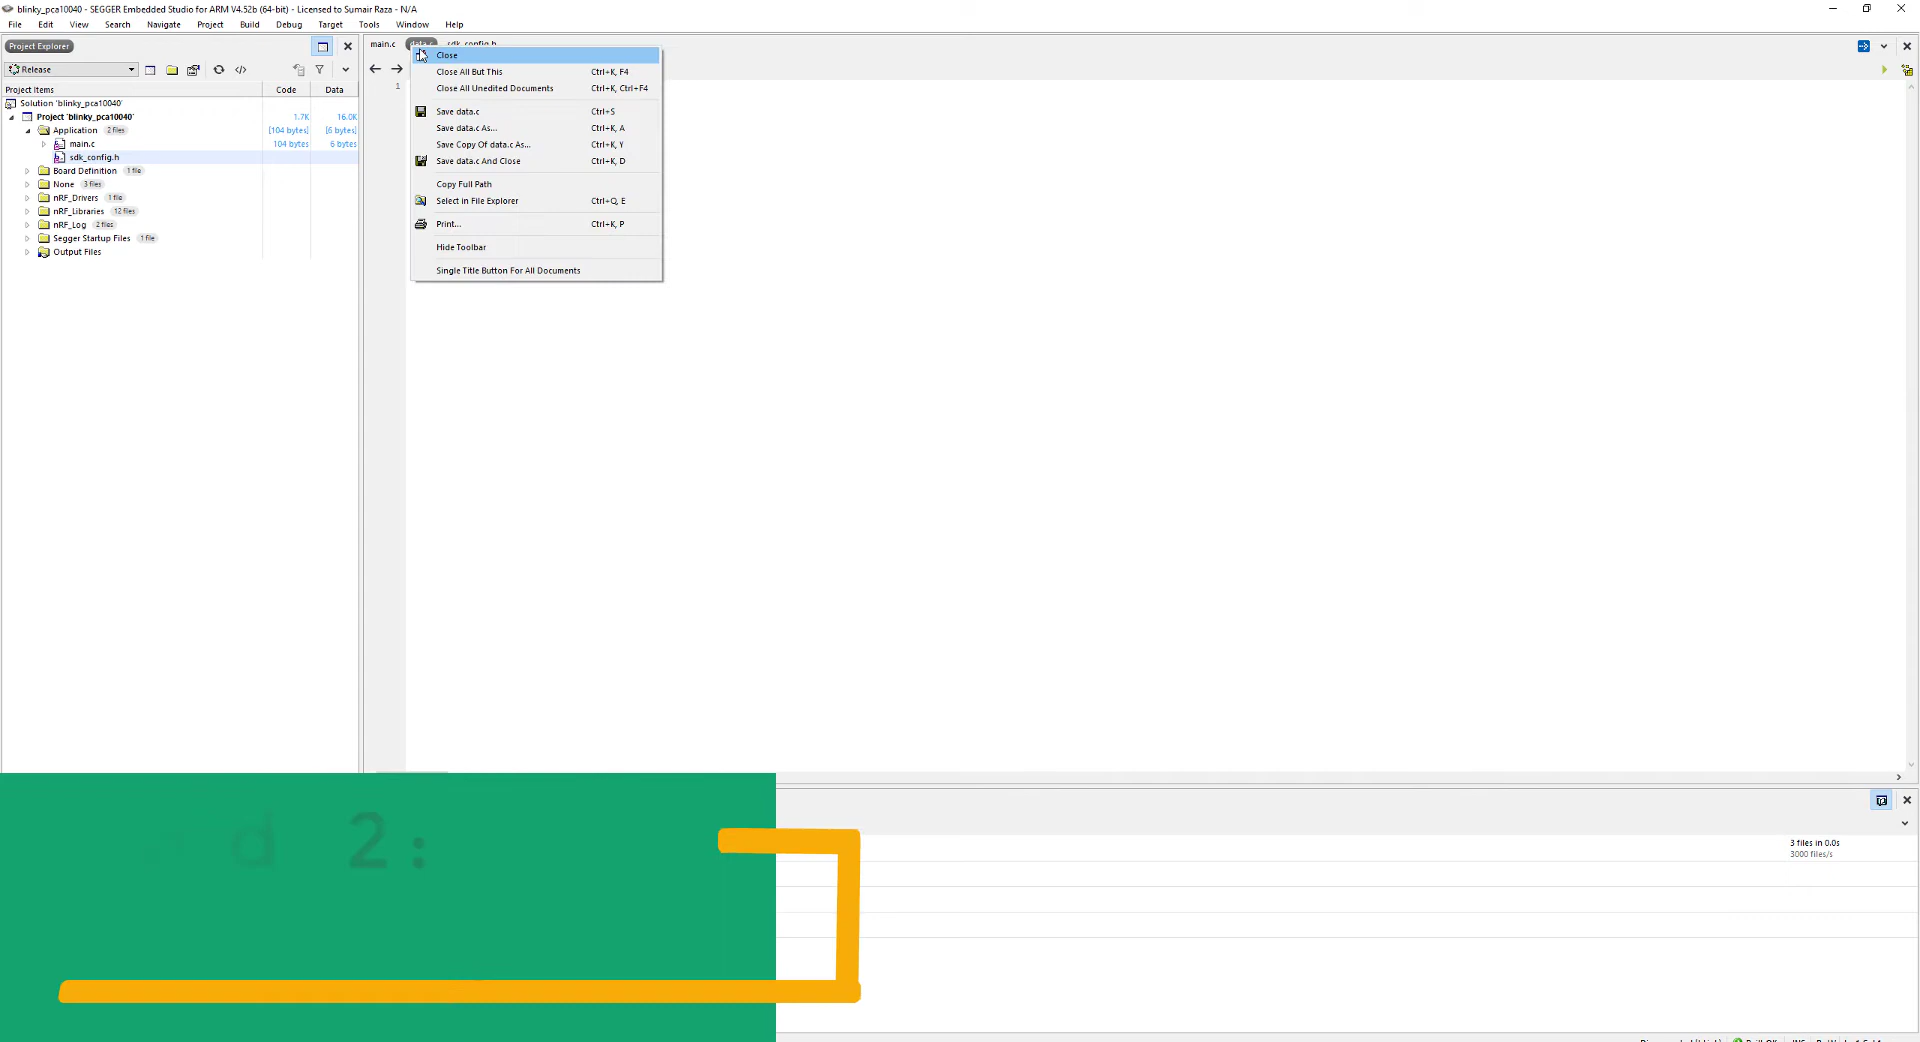 blinky_pca10040 - SEGGER Embedded Studio for ARM V4.52b (64-bit) - Licensed to Sumair Raza - N/A
File Edit View Search Navigate Project Build Debug Target Tools Window Help
Project Explorer
main.c sdk_config.h
Release
Project Items Code Data
Solution 'blinky_pca10040'
Project 'blinky_pca10040' 1.7K 16.0K
Application 2 files [104 bytes] [6 bytes]
main.c 104 bytes 6 bytes
sdk_config.h
Board Definition 1 file
None 3 files
nRF_Drivers 1 file
nRF_Libraries 12 files
nRF_Log 2 files
Segger Startup Files 1 file
Output Files
1
Close
Close All But This Ctrl+K, F4
Close All Unedited Documents Ctrl+K, Ctrl+F4
Save data.c Ctrl+S
Save data.c As... Ctrl+K, A
Save Copy Of data.c As... Ctrl+K, Y
Save data.c And Close Ctrl+K, D
Copy Full Path
Select in File Explorer Ctrl+Q, E
Print... Ctrl+K, P
Hide Toolbar
Single Title Button For All Documents
d 2:
3 files in 0.0s
3000 files/s